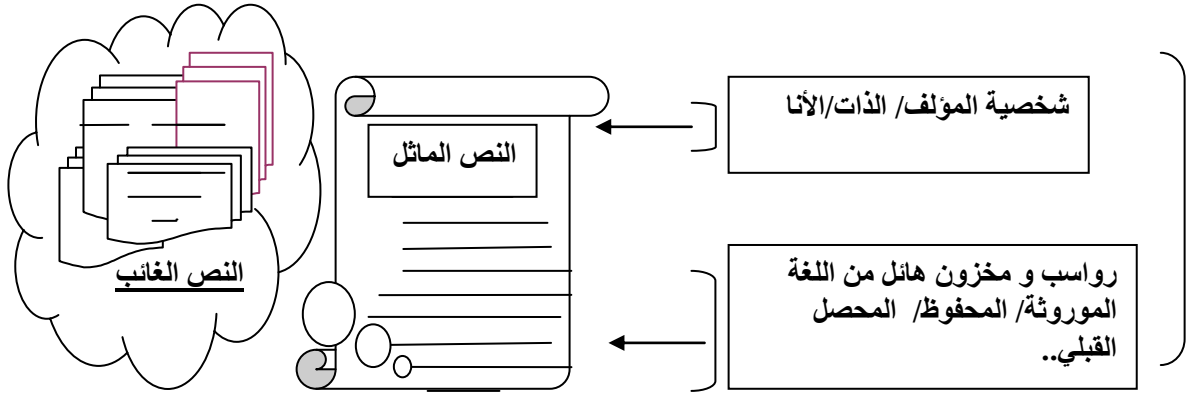 شخصية المؤلف/ الذات/الأنا
النص الماثل
رواسب و مخزون هائل من اللغة
الموروثة/ المحفوظ/ المحصل
القبلي..
النص الغائب